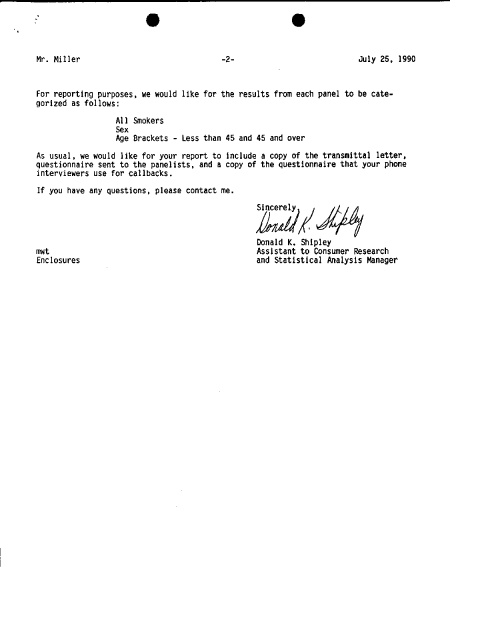 Mr. Miller -2- July 25, 1990
For reporting purposes, we would like for the results from each panel to be cate-
gorized as follows:
All Smokers
Sex
Age Brackets - Less than 45 and 45 and over
As usual, we would like for your report to include a copy of the transmittal letter,
questionnaire sent to the panelists, and a copy of the questionnaire that your phone
interviewers use for callbacks.
If you have any questions, please contact me.
Sincerely,
Donald K. Shipley
Donald K. Shipley
mwt Assistant to Consumer Research
Enclosures and Statistical Analysis Manager